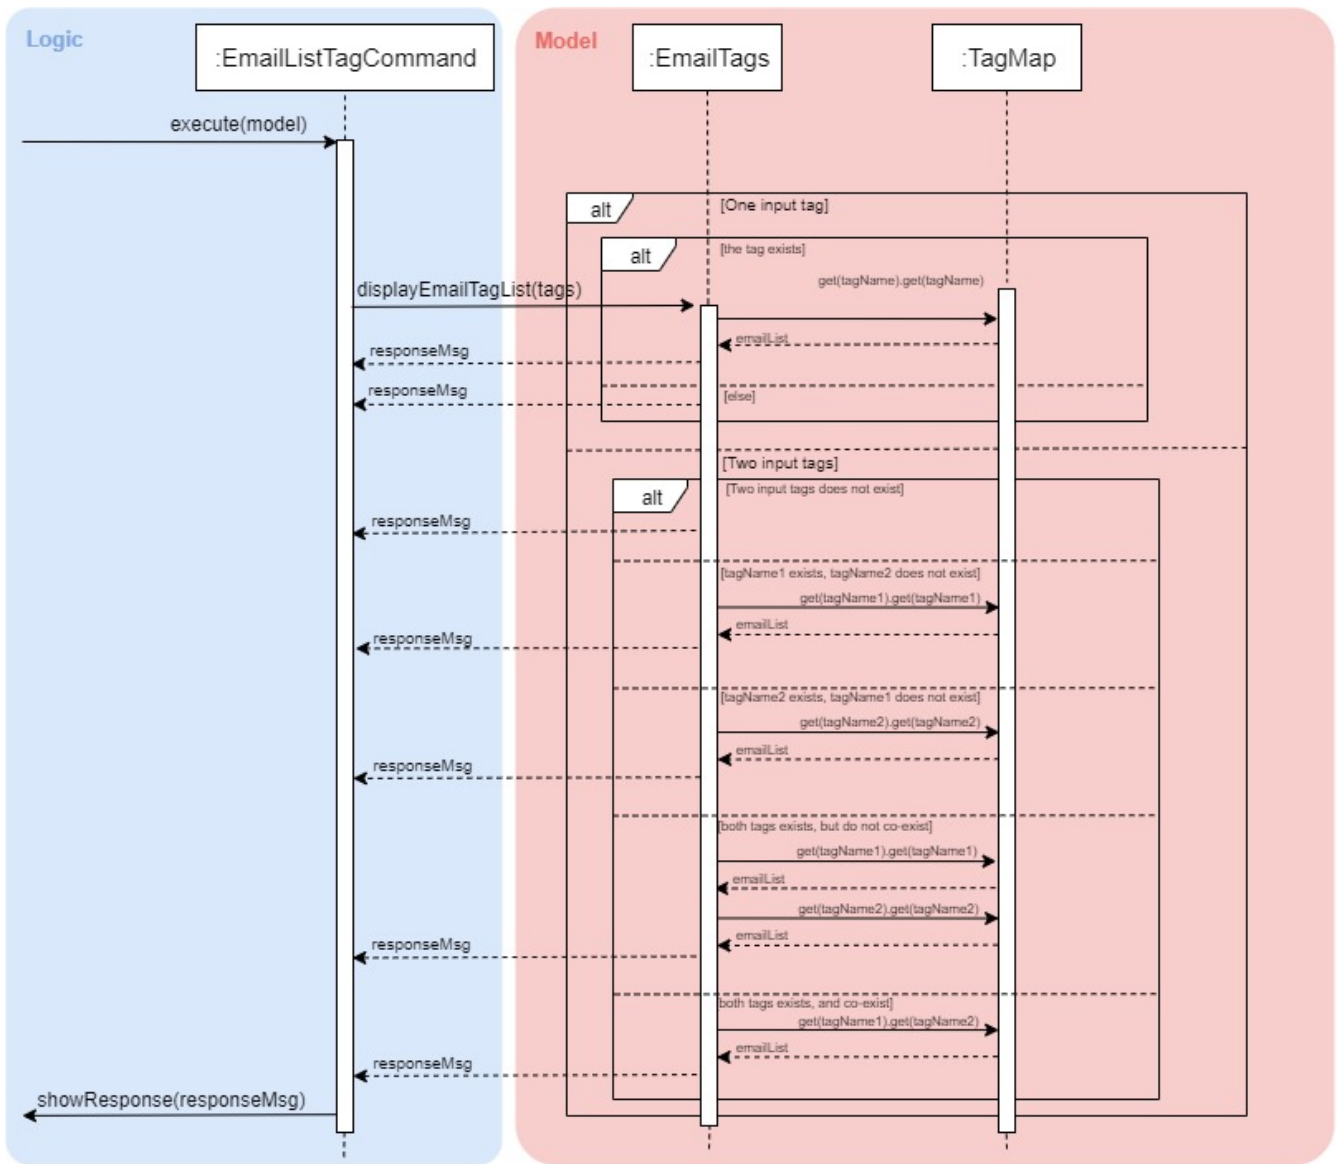 Logic
Model
:EmailListTagCommand
:EmailTags
:TagMap
execute(model)
alt
[One input tag]
alt
[the tag exists]
get(tagName).get(tagName)
displayEmailTagList(tags)
emailList
responseMsg
responseMsg
[else]
[Two input tags]
alt
[Two input tags does not exist]
responseMsg
[tagName1 exists, tagName2 does not exist]
get(tagName1).get(tagName1)
emailList
responseMsg
[tagName2 exists, tagName1 does not exist]
get(tagName2).get(tagName2)
emailList
responseMsg
[both tags exists, but do not co-exist]
get(tagName1).get(tagName1)
emailList
get(tagName2).get(tagName2)
emailList
responseMsg
[both tags exists, and co-exist]
get(tagName1).get(tagName2)
emailList
responseMsg
showResponse(responseMsg)